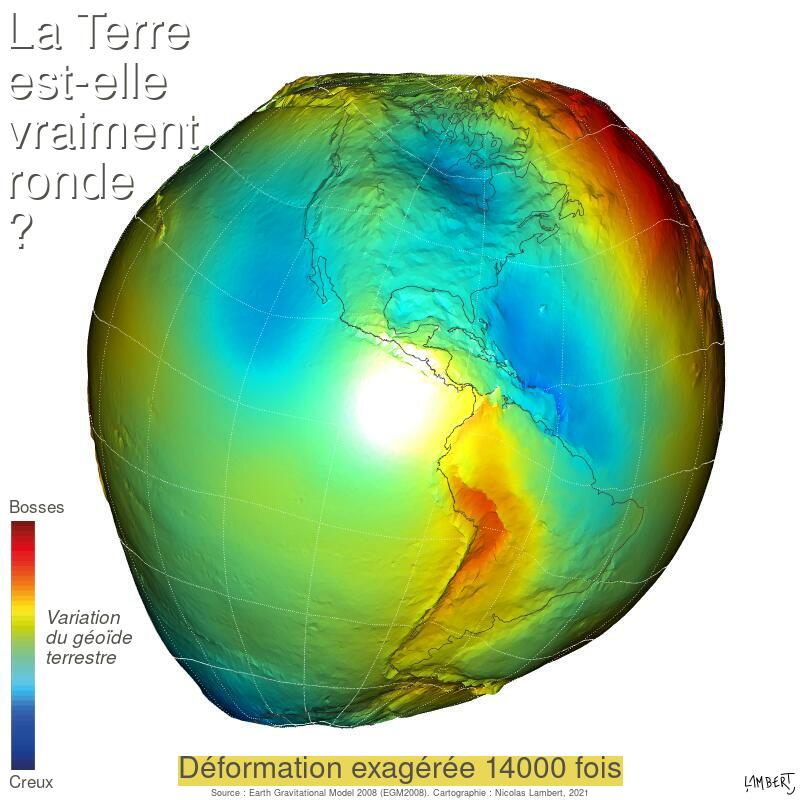 La Terre
est-elle
vraiment
ronde
?
Bosses
Variation
du géoïde
terrestre
Creux
Déformation exagérée 14000 fois
Source : Earth Gravitational Model 2008 (EGM2008). Cartographie : Nicolas Lambert, 2021
LAMBERT